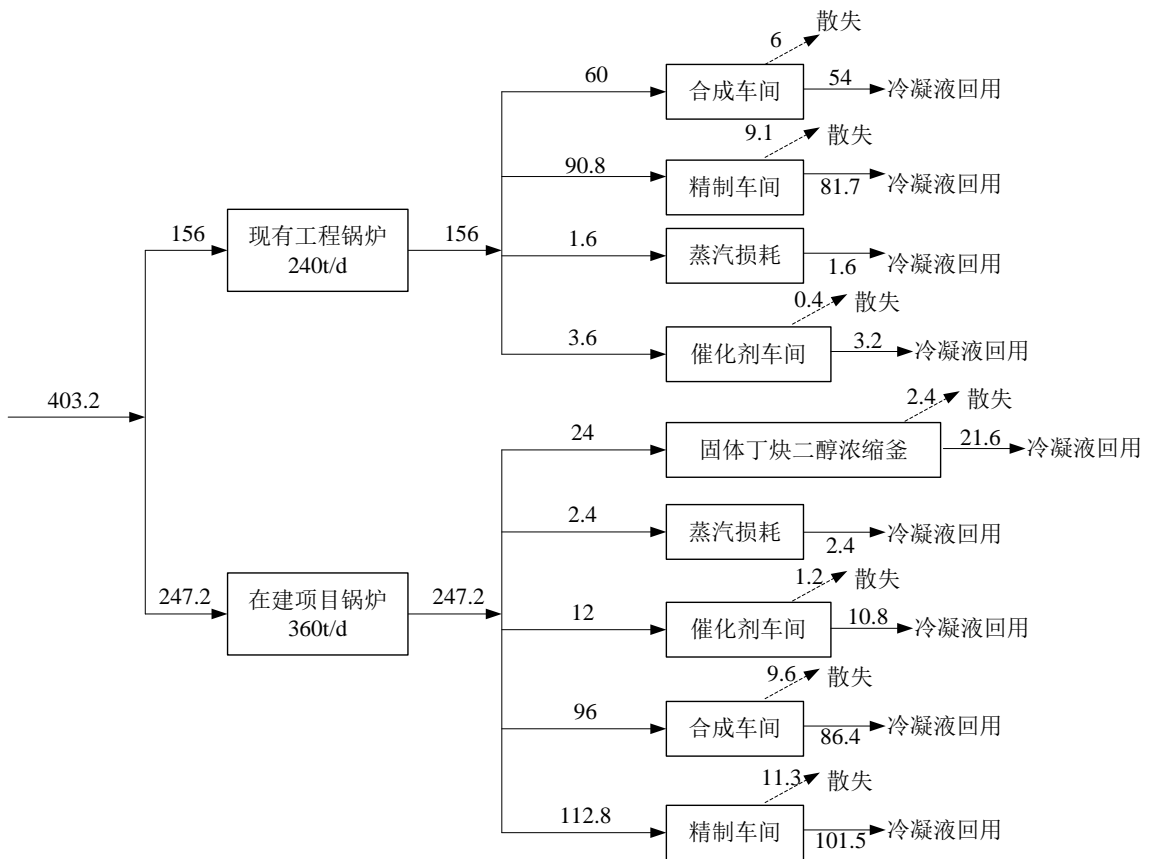 散失
6
60
合成车间
54
冷凝液回用
9.1
散失
90.8
精制车间
81.7
冷凝液回用
156
现有工程锅炉
240t/d
156
1.6
蒸汽损耗
1.6
冷凝液回用
0.4
散失
3.6
催化剂车间
3.2
冷凝液回用
403.2
2.4
散失
24
固体丁炔二醇浓缩釜
21.6
冷凝液回用
2.4
蒸汽损耗
2.4
冷凝液回用
247.2
在建项目锅炉
360t/d
247.2
1.2
散失
12
催化剂车间
10.8
冷凝液回用
9.6
散失
96
合成车间
86.4
冷凝液回用
11.3
散失
112.8
精制车间
101.5
冷凝液回用